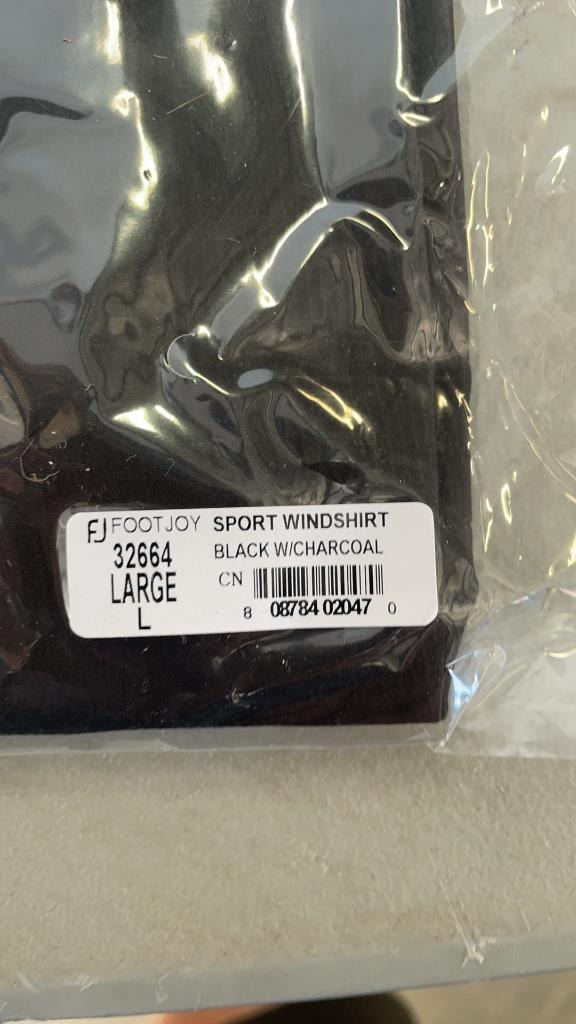 FJ FOOTJOY SPORT WINDSHIRT
32664 BLACK W/CHARCOAL
LARGE CN
L 8 08784 02047 0